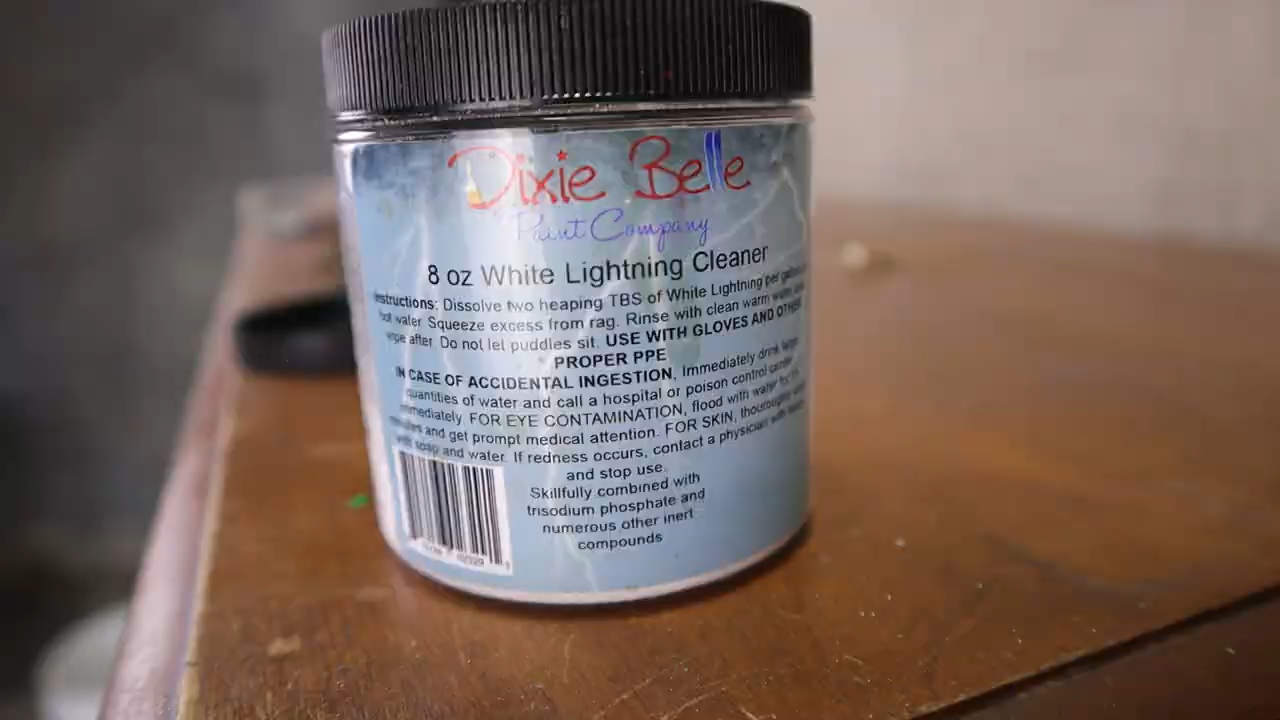 Dixie Belle
Paint Company
8 oz White Lightning Cleaner
Instructions: Dissolve two heaping TBS of White Lightning per
hot water. Squeeze excess from rag. Rinse with clean warm water
wipe after. Do not let puddles sit. USE WITH GLOVES AND OTHER
PROPER PPE
IN CASE OF ACCIDENTAL INGESTION, Immediately drink large
quantities of water and call a hospital or poison control center
immediately, FOR EYE CONTAMINATION, flood with water for
and get prompt medical attention. FOR SKIN, thouroughly
with soap and water. If redness occurs, contact a physician
and stop use.
Skillfully combined with
trisodium phosphate and
numerous other inert
compounds